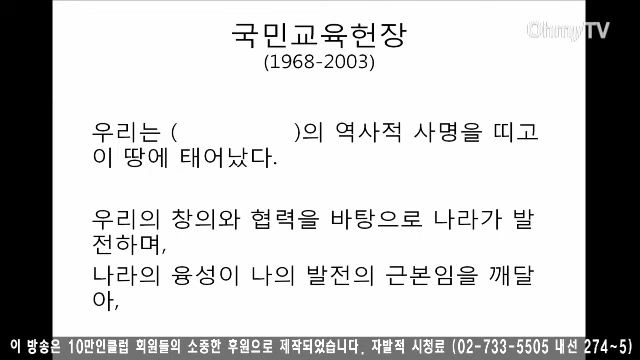 OhmyTV
국민교육헌장
(1968-2003)
우리는 ( )의 역사적 사명을 띠고
이 땅에 태어났다.
우리의 창의와 협력을 바탕으로 나라가 발
전하며,
나라의 융성이 나의 발전의 근본임을 깨달
아,
이 방송은 10만인클럽 회원들의 소중한 후원으로 제작되었습니다. 자발적 시청료 (02-733-5505 내선 274~5)